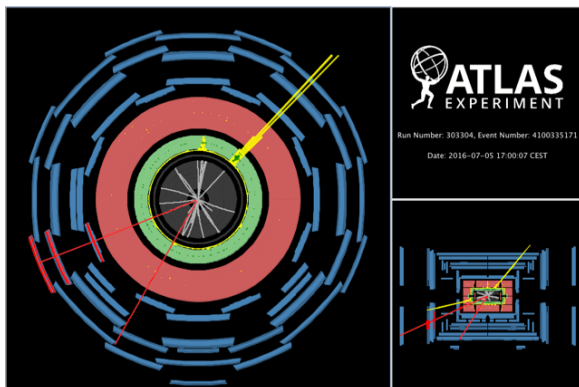 ATLAS
EXPERIMENT
Run Number: 303304, Event Number: 4100335171
Date: 2016-07-05 17:00:07 CEST